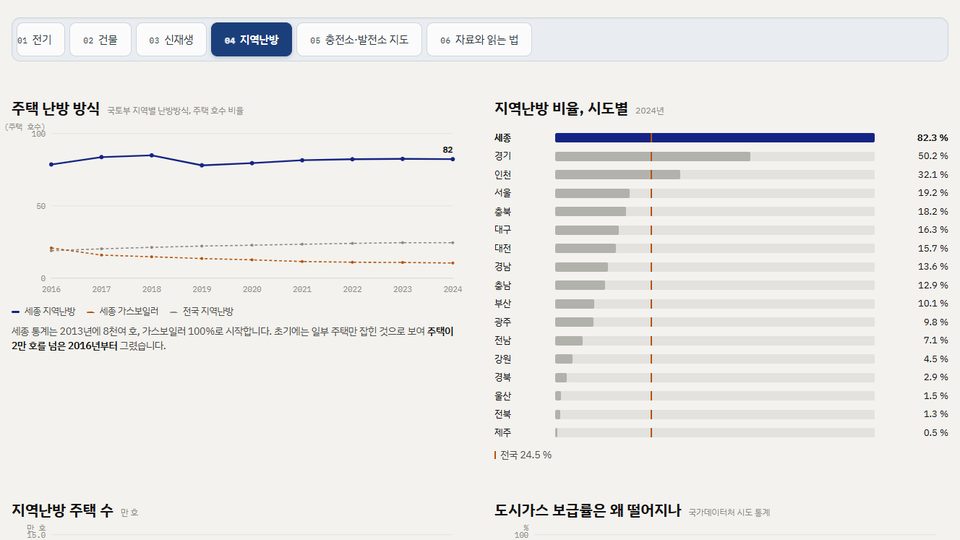 01 전기
02 건물
03 신재생
04 지역난방
05 충전소·발전소 지도
06 자료와 읽는 법
주택 난방 방식 국토부 지역별 난방방식, 주택 호수 비율
(주택 호수)
100
50
0
82
2016 2017 2018 2019 2020 2021 2022 2023 2024
세종 지역난방 세종 가스보일러 전국 지역난방
세종 통계는 2013년에 8천여 호, 가스보일러 100%로 시작합니다. 초기에는 일부 주택만 잡힌 것으로 보여 주택이
2만 호를 넘은 2016년부터 그렸습니다.
지역난방 비율, 시도별 2024년
세종 82.3 %
경기 50.2 %
인천 32.1 %
서울 19.2 %
충북 18.2 %
대구 16.3 %
대전 15.7 %
경남 13.6 %
충남 12.9 %
부산 10.1 %
광주 9.8 %
전남 7.1 %
강원 4.5 %
경북 2.9 %
울산 1.5 %
전북 1.3 %
제주 0.5 %
전국 24.5 %
지역난방 주택 수 만 호
만 호
15.0
도시가스 보급률은 왜 떨어지나 국가데이터처 시도 통계
%
100